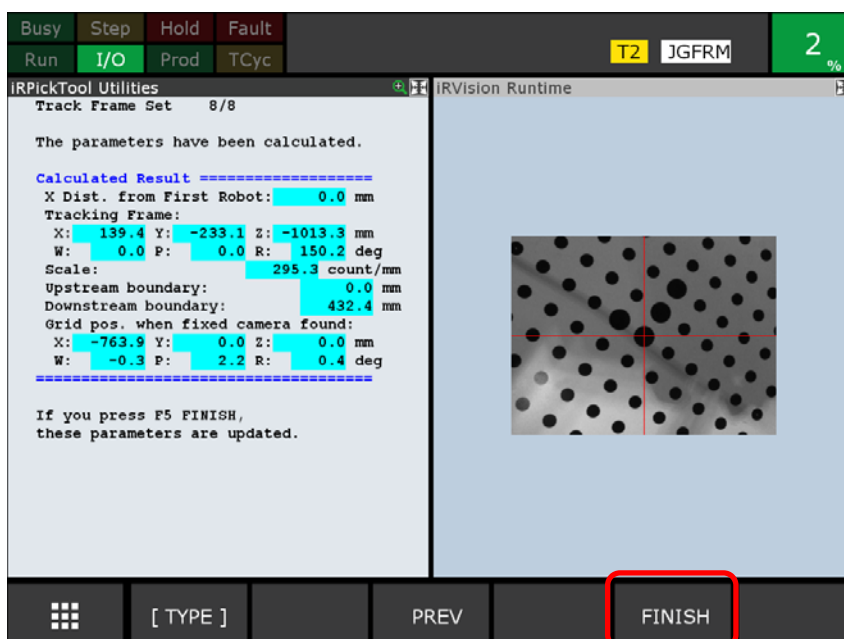 Busy Step Hold Fault
Run I/O Prod TCyc
T2 JGFRM 2 %
iRPickTool Utilities
Track Frame Set 8/8
The parameters have been calculated.
Calculated Result ====================
X Dist. from First Robot: 0.0 mm
Tracking Frame:
X: 139.4 Y: -233.1 Z: -1013.3 mm
W: 0.0 P: 0.0 R: 150.2 deg
Scale: 295.3 count/mm
Upstream boundary: 0.0 mm
Downstream boundary: 432.4 mm
Grid pos. when fixed camera found:
X: -763.9 Y: 0.0 Z: 0.0 mm
W: -0.3 P: 2.2 R: 0.4 deg
=======================================
If you press F5 FINISH,
these parameters are updated.
iRVision Runtime
[ TYPE ] PREV FINISH